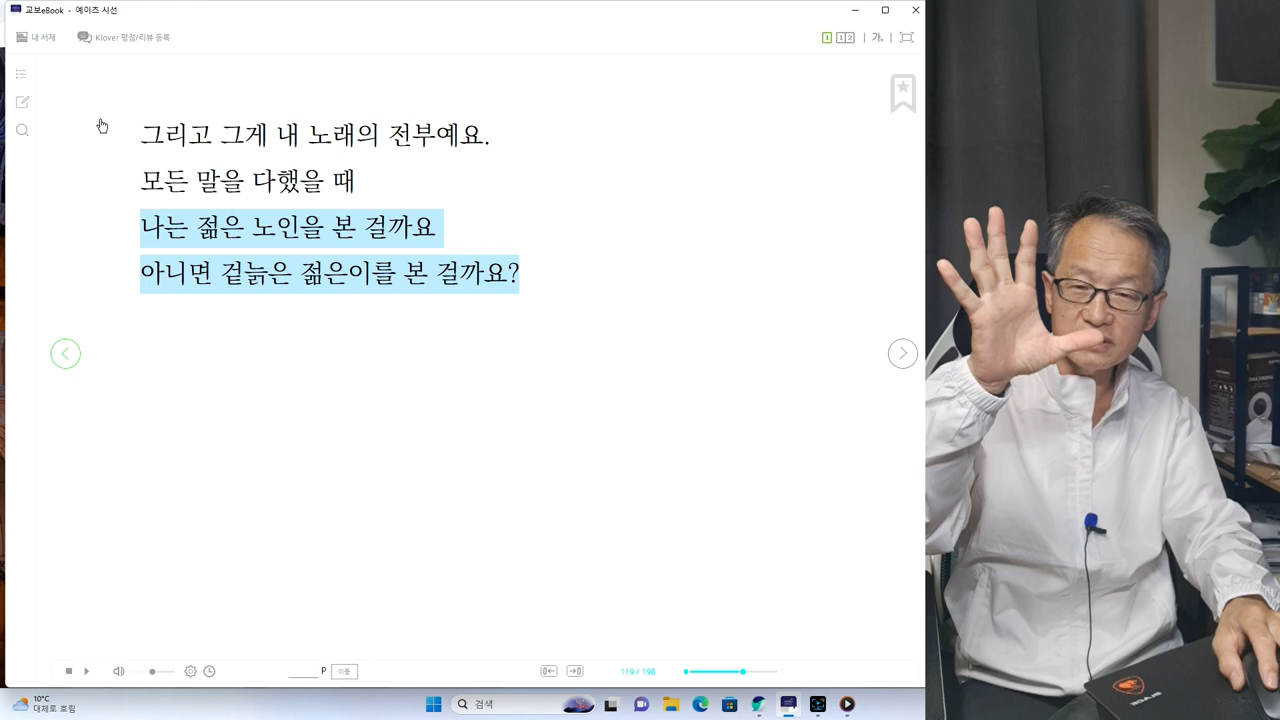 교보eBook - 예이츠 시선
내 서재
Klover 평점/리뷰 등록
1
1 2
가
그리고 그게 내 노래의 전부예요.
모든 말을 다했을 때
나는 젊은 노인을 본 걸까요
아니면 겉늙은 젊은이를 본 걸까요?
P
이동
119 / 198
10°C
대체로 흐림
검색